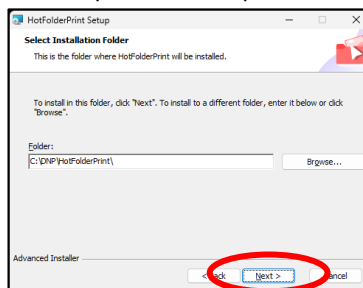 HotFolderPrint Setup
Select Installation Folder
This is the folder where HotFolderPrint will be installed.
To install in this folder, click "Next". To install to a different folder, enter it below or click
"Browse".
Folder:
C:\DNP\HotFolderPrint\
Browse...
Advanced Installer
< Back Next > Cancel